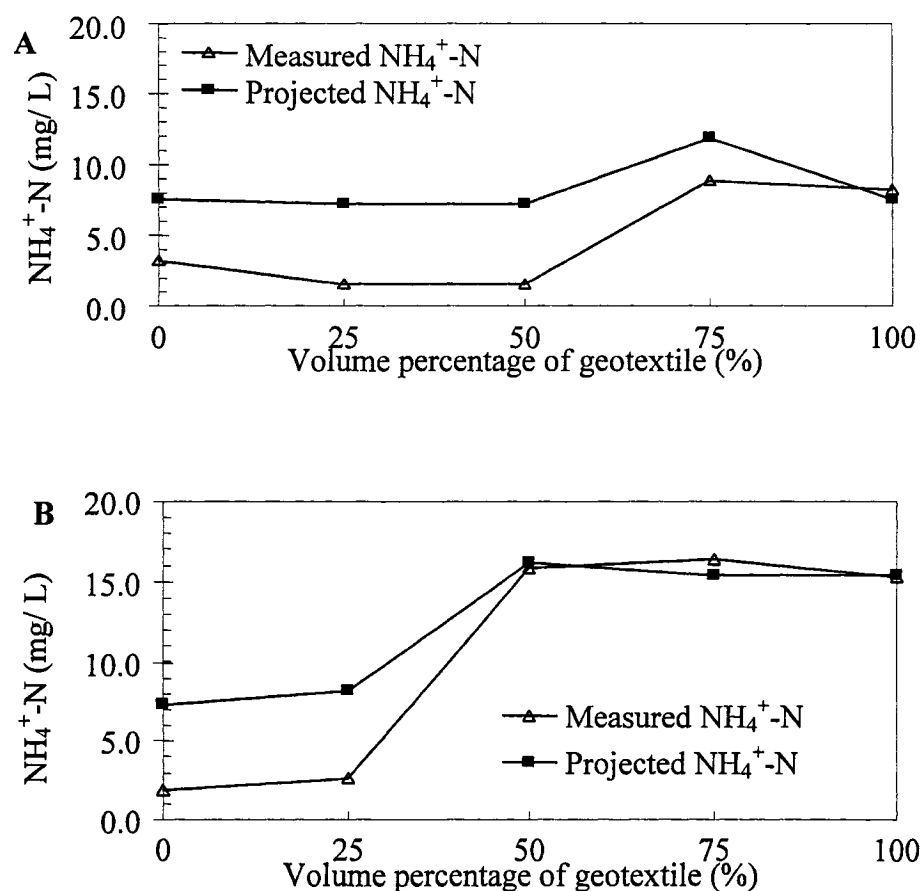 A
20.0
15.0
10.0
5.0
0.0
NH₄⁺-N (mg/ L)
Measured NH₄⁺-N
Projected NH₄⁺-N
0 25 50 75 100
Volume percentage of geotextile (%)
B
20.0
15.0
10.0
5.0
0.0
NH₄⁺-N (mg/ L)
Measured NH₄⁺-N
Projected NH₄⁺-N
0 25 50 75 100
Volume percentage of geotextile (%)